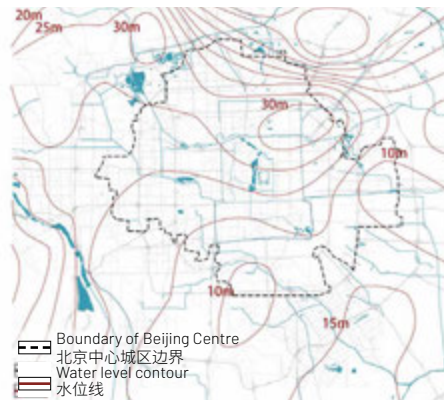 20m
25m
30m
30m
10m
10m
15m
Boundary of Beijing Centre
北京中心城区边界
Water level contour
水位线